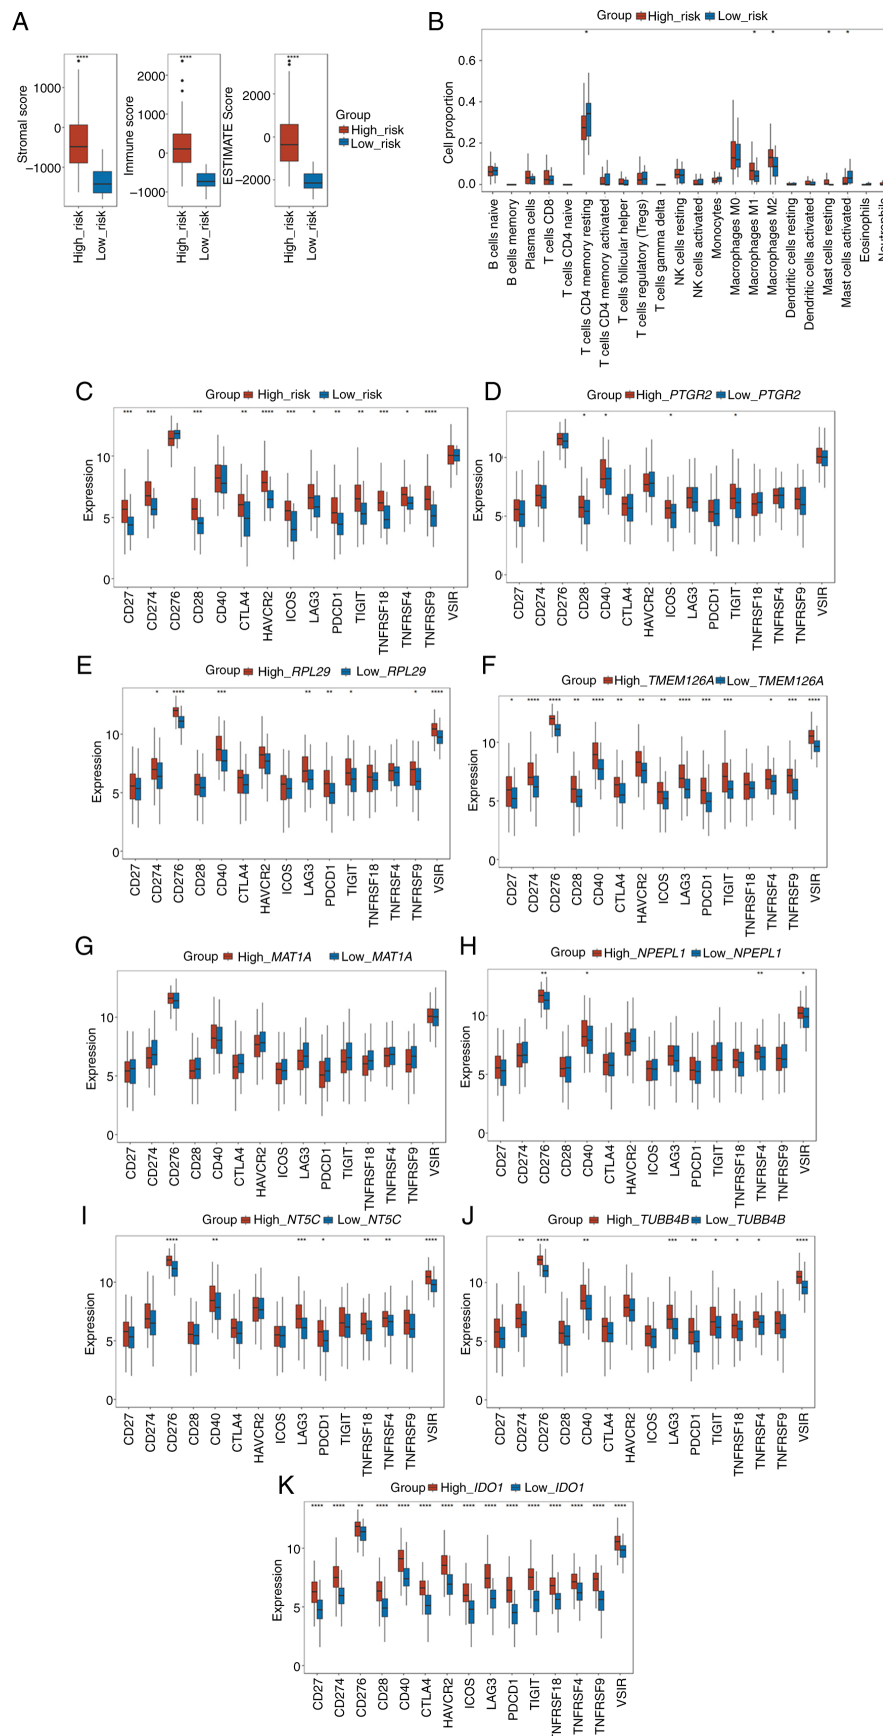 A
Stromal score
1000
0
−1000
****
High_risk
Low_risk
Immune score
2000
1000
0
−1000
****
High_risk
Low_risk
ESTIMATE Score
2000
0
−2000
****
High_risk
Low_risk
Group
High_risk
Low_risk
B
Group High_risk Low_risk
Cell proportion
0.6
0.4
0.2
0.0
* * * * *
B cells naive
B cells memory
Plasma cells
T cells CD8
T cells CD4 naive
T cells CD4 memory resting
T cells CD4 memory activated
T cells follicular helper
T cells regulatory (Tregs)
T cells gamma delta
NK cells resting
NK cells activated
Monocytes
Macrophages M0
Macrophages M1
Macrophages M2
Dendritic cells resting
Dendritic cells activated
Mast cells resting
Mast cells activated
Eosinophils
C
Group High_risk Low_risk
*** *** *** ** **** *** * ** ** *** * ****
Expression
10
5
0
CD27
CD274
CD276
CD28
CD40
CTLA4
HAVCR2
ICOS
LAG3
PDCD1
TIGIT
TNFRSF18
TNFRSF4
TNFRSF9
VSIR
D
Group High_PTGR2 Low_PTGR2
* * * *
Expression
10
5
0
CD27
CD274
CD276
CD28
CD40
CTLA4
HAVCR2
ICOS
LAG3
PDCD1
TIGIT
TNFRSF18
TNFRSF4
TNFRSF9
VSIR
E
Group High_RPL29 Low_RPL29
* **** *** ** ** * * ****
Expression
10
5
0
CD27
CD274
CD276
CD28
CD40
CTLA4
HAVCR2
ICOS
LAG3
PDCD1
TIGIT
TNFRSF18
TNFRSF4
TNFRSF9
VSIR
F
Group High_TMEM126A Low_TMEM126A
* **** **** ** **** ** ** ** **** *** *** * *** ****
Expression
10
5
0
CD27
CD274
CD276
CD28
CD40
CTLA4
HAVCR2
ICOS
LAG3
PDCD1
TIGIT
TNFRSF18
TNFRSF4
TNFRSF9
VSIR
G
Group High_MAT1A Low_MAT1A
Expression
10
5
0
CD27
CD274
CD276
CD28
CD40
CTLA4
HAVCR2
ICOS
LAG3
PDCD1
TIGIT
TNFRSF18
TNFRSF4
TNFRSF9
VSIR
H
Group High_NPEPL1 Low_NPEPL1
** * ** *
Expression
10
5
0
CD27
CD274
CD276
CD28
CD40
CTLA4
HAVCR2
ICOS
LAG3
PDCD1
TIGIT
TNFRSF18
TNFRSF4
TNFRSF9
VSIR
I
Group High_NT5C Low_NT5C
**** ** *** * ** ** ****
Expression
10
5
0
CD27
CD274
CD276
CD28
CD40
CTLA4
HAVCR2
ICOS
LAG3
PDCD1
TIGIT
TNFRSF18
TNFRSF4
TNFRSF9
VSIR
J
Group High_TUBB4B Low_TUBB4B
** **** ** *** ** * * * ****
Expression
10
5
0
CD27
CD274
CD276
CD28
CD40
CTLA4
HAVCR2
ICOS
LAG3
PDCD1
TIGIT
TNFRSF18
TNFRSF4
TNFRSF9
VSIR
K
Group High_IDO1 Low_IDO1
**** **** ** **** **** **** **** **** **** **** **** **** **** **** ****
Expression
10
5
0
CD27
CD274
CD276
CD28
CD40
CTLA4
HAVCR2
ICOS
LAG3
PDCD1
TIGIT
TNFRSF18
TNFRSF4
TNFRSF9
VSIR